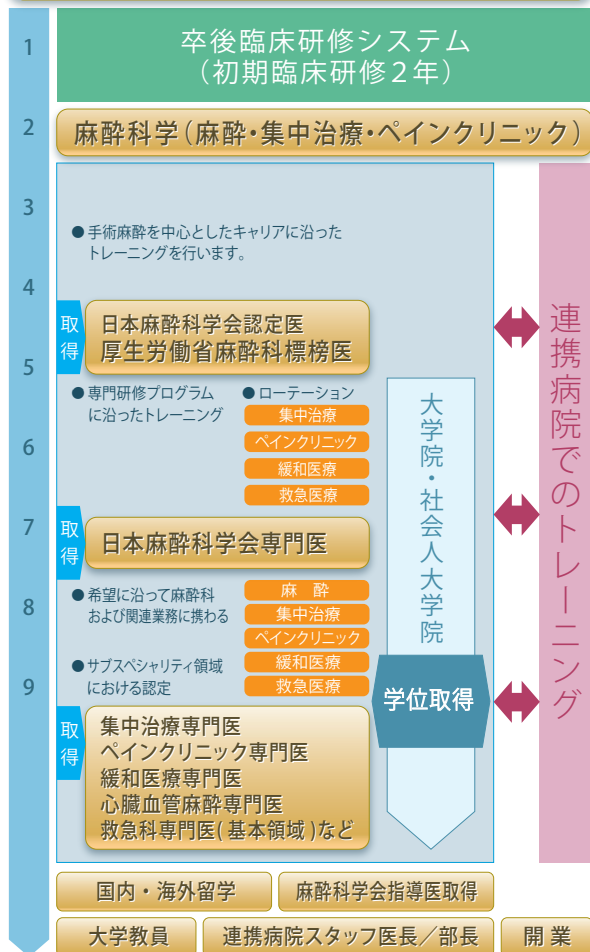 1
卒後臨床研修システム
（初期臨床研修２年）
2
麻酔科学（麻酔・集中治療・ペインクリニック）
3
● 手術麻酔を中心としたキャリアに沿った
トレーニングを行います。
4
取得
日本麻酔科学会認定医
厚生労働省麻酔科標榜医
5
● 専門研修プログラム
に沿ったトレーニング
● ローテーション
集中治療
ペインクリニック
緩和医療
救急医療
6
7
取得
日本麻酔科学会専門医
8
● 希望に沿って麻酔科
および関連業務に携わる
麻　酔
集中治療
ペインクリニック
緩和医療
救急医療
● サブスペシャリティ領域
における認定
9
取得
集中治療専門医
ペインクリニック専門医
緩和医療専門医
心臓血管麻酔専門医
救急科専門医(基本領域)など
大学院・社会人大学院
学位取得
連携病院でのトレーニング
国内・海外留学
麻酔科学会指導医取得
大学教員
連携病院スタッフ医長／部長
開 業